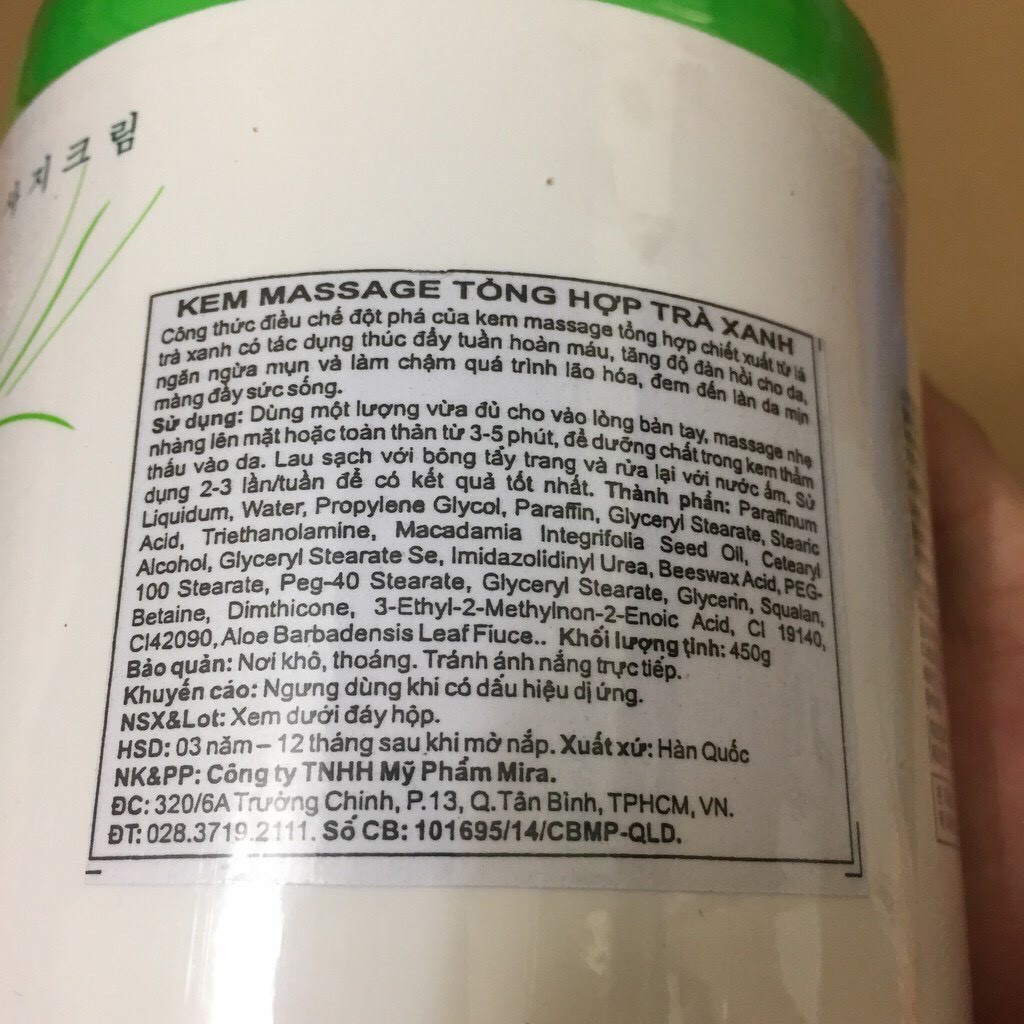 사지크림
KEM MASSAGE TỔNG HỢP TRÀ XANH
Công thức điều chế đột phá của kem massage tổng hợp chiết xuất từ lá
trà xanh có tác dụng thúc đẩy tuần hoàn máu, tăng độ đàn hồi cho da,
ngăn ngừa mụn và làm chậm quá trình lão hóa, đem đến làn da mịn
màng đầy sức sống.
Sử dụng: Dùng một lượng vừa đủ cho vào lòng bàn tay, massage nhẹ
nhàng lên mặt hoặc toàn thân từ 3-5 phút, để dưỡng chất trong kem thẩm
thấu vào da. Lau sạch với bông tẩy trang và rửa lại với nước ấm. Sử
dụng 2-3 lần/tuần để có kết quả tốt nhất. Thành phần: Paraffinum
Liquidum, Water, Propylene Glycol, Paraffin, Glyceryl Stearate, Stearic
Acid, Triethanolamine, Macadamia Integrifolia Seed Oil, Cetearyl
Alcohol, Glyceryl Stearate Se, Imidazolidinyl Urea, Beeswax Acid, PEG-
100 Stearate, Peg-40 Stearate, Glyceryl Stearate, Glycerin, Squalan,
Betaine, Dimthicone, 3-Ethyl-2-Methylnon-2-Enoic Acid, CI 19140,
CI42090, Aloe Barbadensis Leaf Fiuce.. Khối lượng tịnh: 450g
Bảo quản: Nơi khô, thoáng. Tránh ánh nắng trực tiếp.
Khuyến cáo: Ngưng dùng khi có dấu hiệu dị ứng.
NSX&Lot: Xem dưới đáy hộp.
HSD: 03 năm – 12 tháng sau khi mở nắp. Xuất xứ: Hàn Quốc
NK&PP: Công ty TNHH Mỹ Phẩm Mira.
ĐC: 320/6A Trường Chinh, P.13, Q.Tân Bình, TPHCM, VN.
ĐT: 028.3719.2111. Số CB: 101695/14/CBMP-QLD.